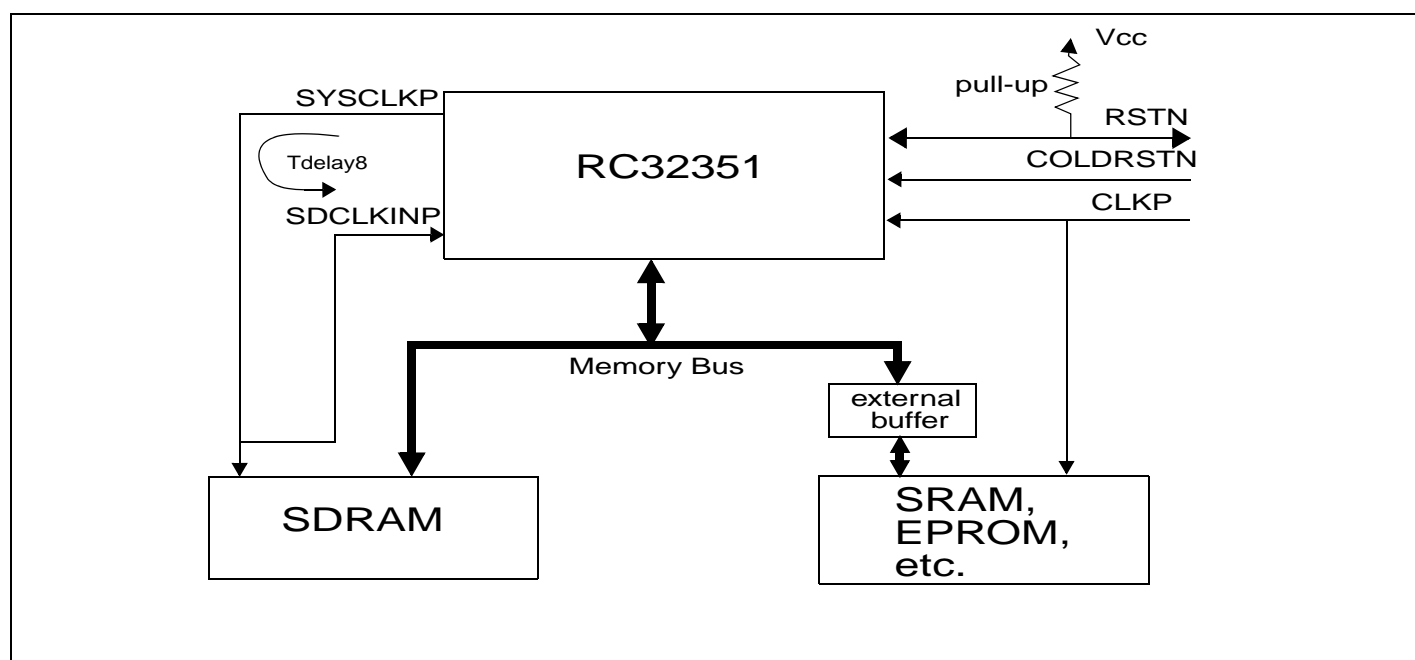 Vcc
pull-up
SYSCLKP
RSTN
Tdelay8
RC32351
COLDRSTN
CLKP
SDCLKINP
Memory Bus
external
buffer
SDRAM
SRAM,
EPROM,
etc.